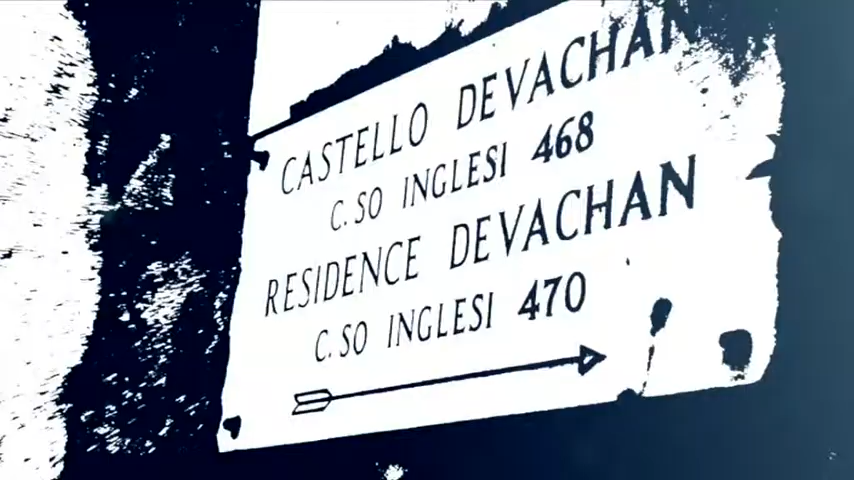 CASTELLO DEVACHAN
C.SO INGLESI 468
RESIDENCE DEVACHAN
C.SO INGLESI 470